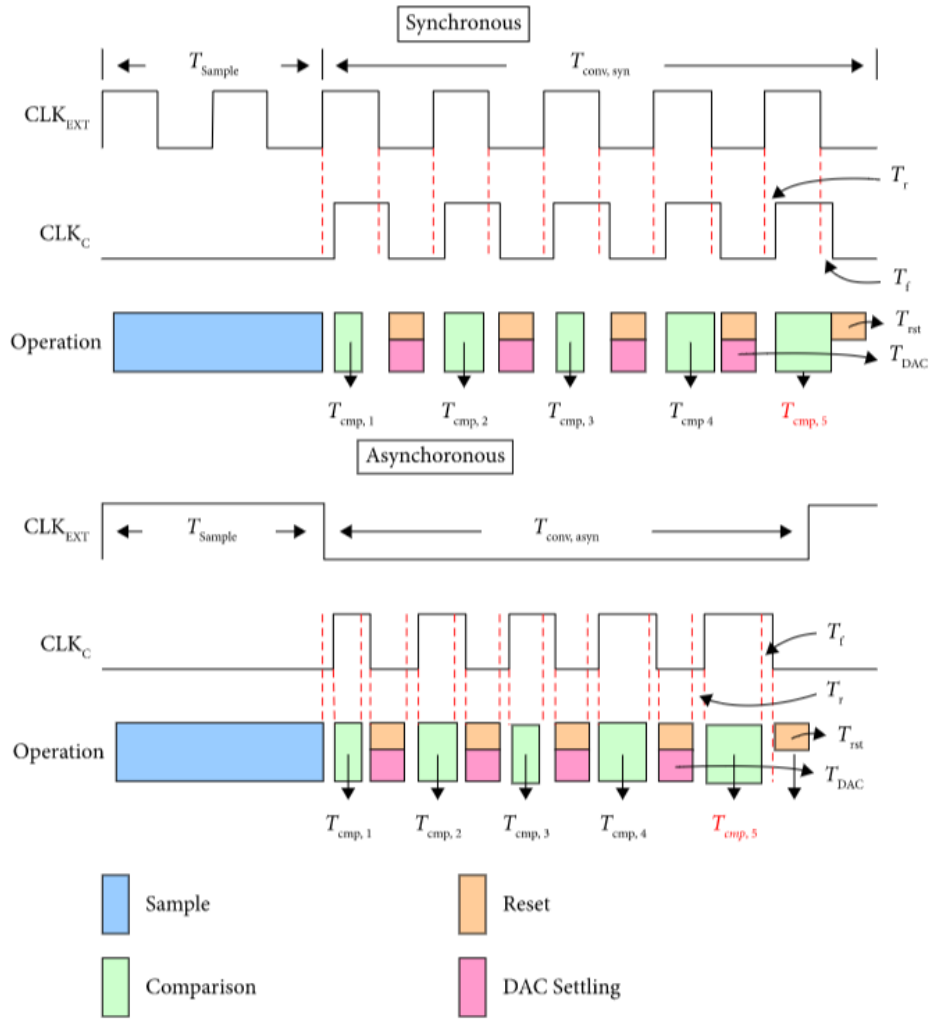 Synchronous
T_Sample T_conv, syn
CLK_EXT
T_r
CLK_C
T_f
Operation T_rst
T_DAC
T_cmp, 1 T_cmp, 2 T_cmp, 3 T_cmp 4 T_cmp, 5
Asynchoronous
CLK_EXT T_Sample T_conv, asyn
CLK_C T_f
T_r
Operation T_rst
T_DAC
T_cmp, 1 T_cmp, 2 T_cmp, 3 T_cmp, 4 T_cmp, 5
Sample Reset
Comparison DAC Settling